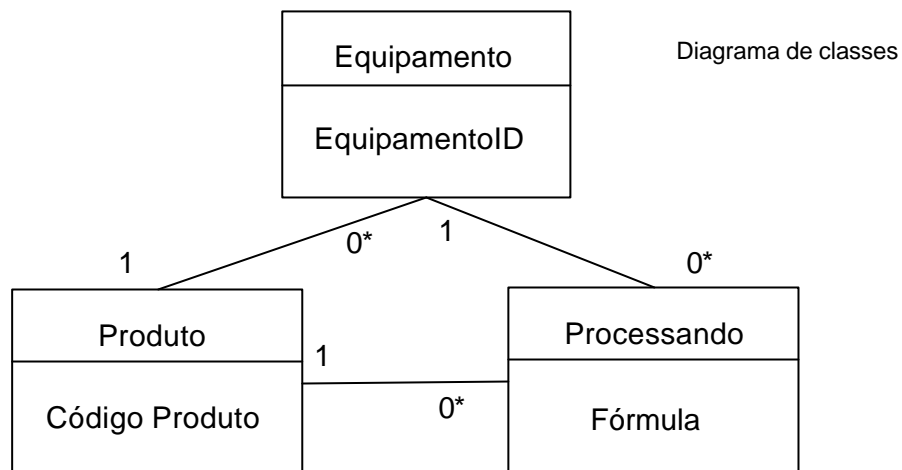 Equipamento
Diagrama de classes
EquipamentoID
0*
1
1
0*
Produto
Processando
1
0*
Código Produto
Fórmula